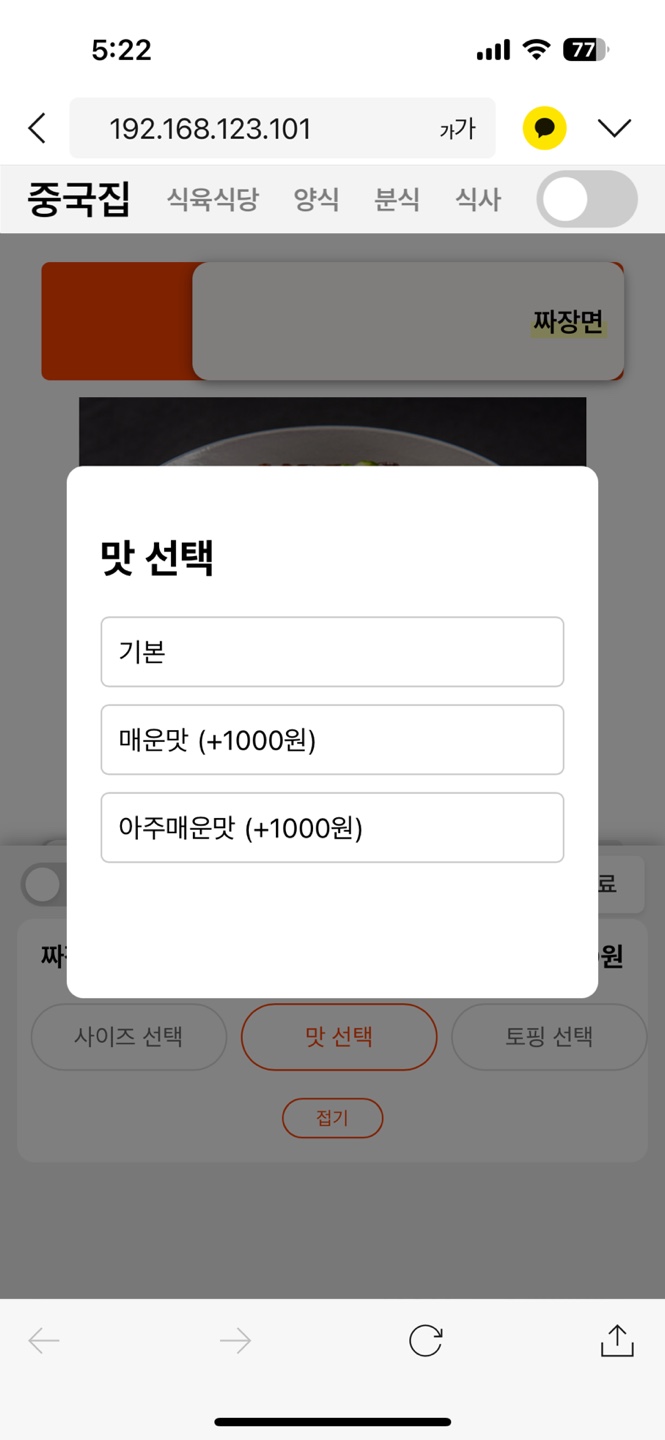 5:22
77
192.168.123.101
가가
중국집 식육식당 양식 분식 식사
짜장면
맛 선택
기본
매운맛 (+1000원)
아주매운맛 (+1000원)
료
원
사이즈 선택 맛 선택 토핑 선택
접기